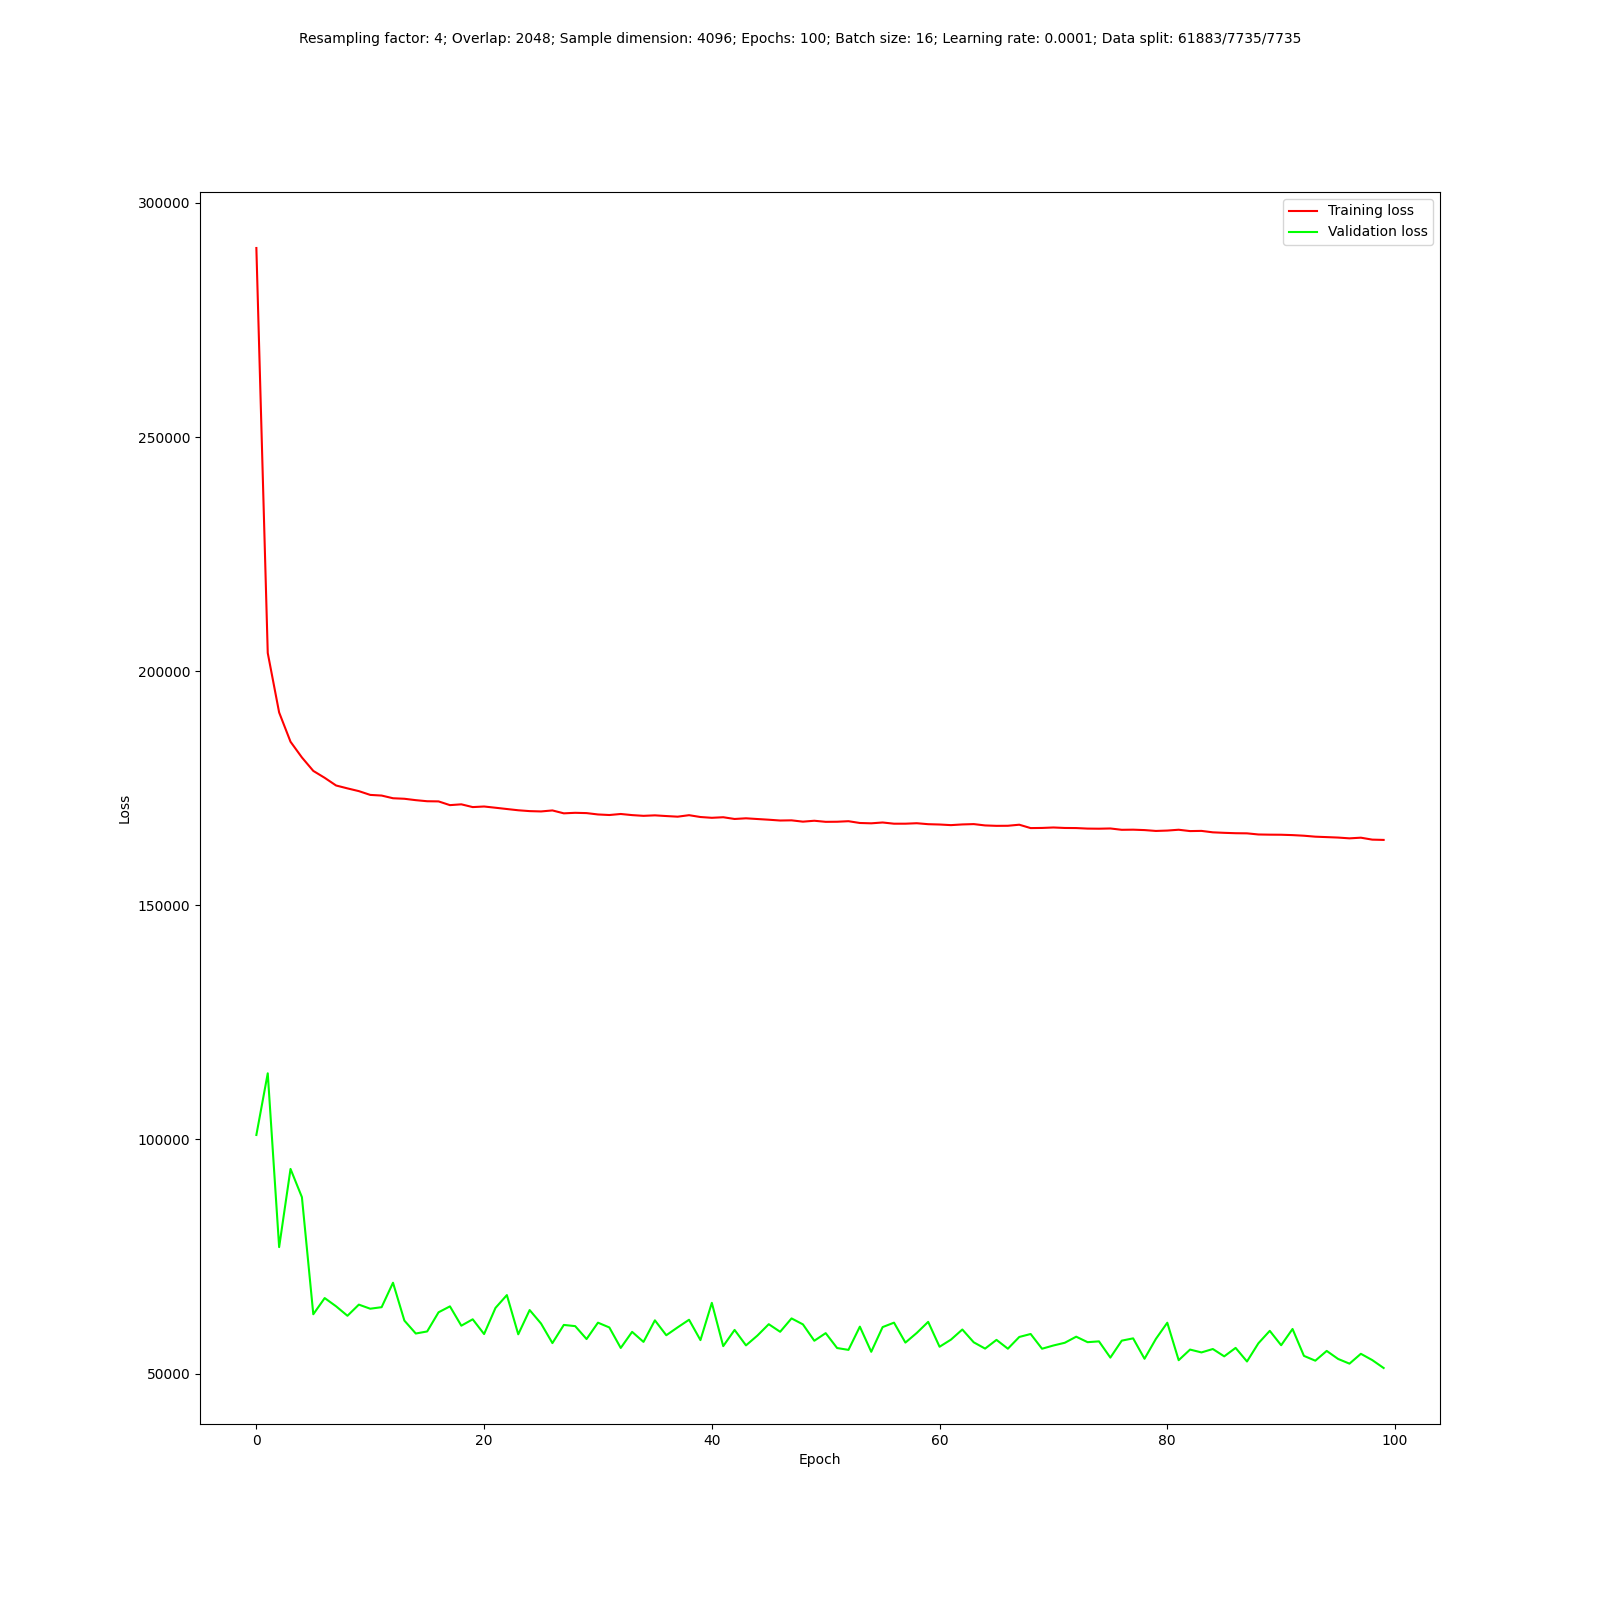 Resampling factor: 4; Overlap: 2048; Sample dimension: 4096; Epochs: 100; Batch size: 16; Learning rate: 0.0001; Data split: 61883/7735/7735
Training loss
Validation loss
300000
250000
200000
150000
100000
50000
Loss
0 20 40 60 80 100
Epoch